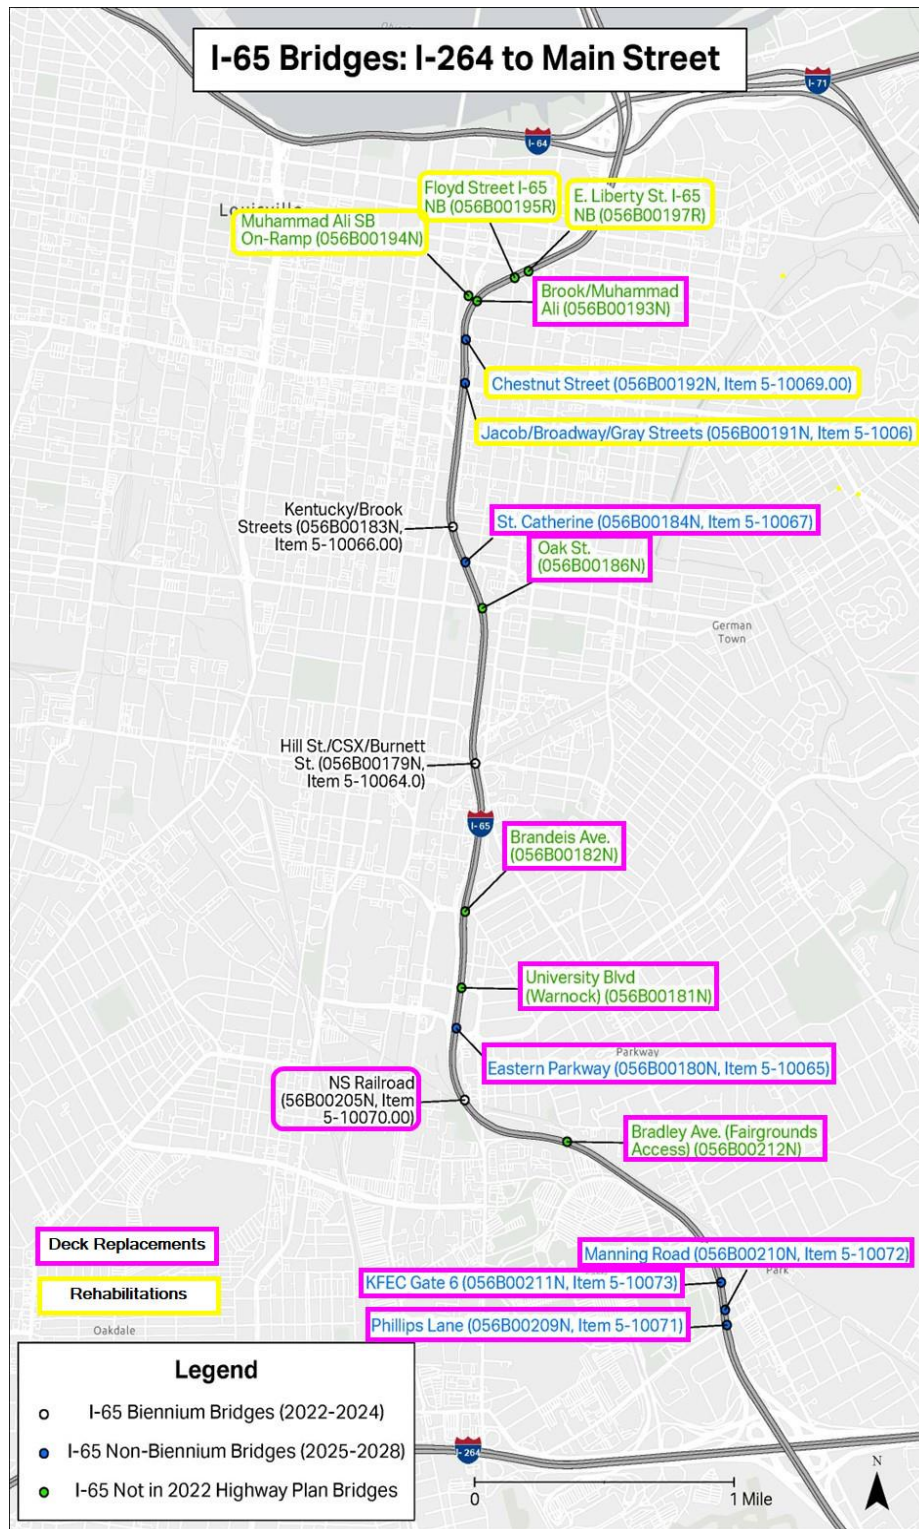 I-65 Bridges: I-264 to Main Street
I-71
I-64
Floyd Street I-65
NB (056B00195R)
E. Liberty St. I-65
NB (056B00197R)
Louisville
Muhammad Ali SB
On-Ramp (056B00194N)
Brook/Muhammad
Ali (056B00193N)
Chestnut Street (056B00192N, Item 5-10069.00)
Jacob/Broadway/Gray Streets (056B00191N, Item 5-1006)
Kentucky/Brook
Streets (056B00183N,
Item 5-10066.00)
St. Catherine (056B00184N, Item 5-10067)
Oak St.
(056B00186N)
German
Town
Hill St./CSX/Burnett
St. (056B00179N,
Item 5-10064.0)
I-65
Brandeis Ave.
(056B00182N)
University Blvd
(Warnock) (056B00181N)
Parkway
Eastern Parkway (056B00180N, Item 5-10065)
NS Railroad
(56B00205N, Item
5-10070.00)
Bradley Ave. (Fairgrounds
Access) (056B00212N)
Deck Replacements
Manning Road (056B00210N, Item 5-10072)
Park
KFEC Gate 6 (056B00211N, Item 5-10073)
Rehabilitations
Phillips Lane (056B00209N, Item 5-10071)
Oakdale
Legend
I-65 Biennium Bridges (2022-2024)
I-65 Non-Biennium Bridges (2025-2028)
I-65 Not in 2022 Highway Plan Bridges
I-264
N
0 1 Mile